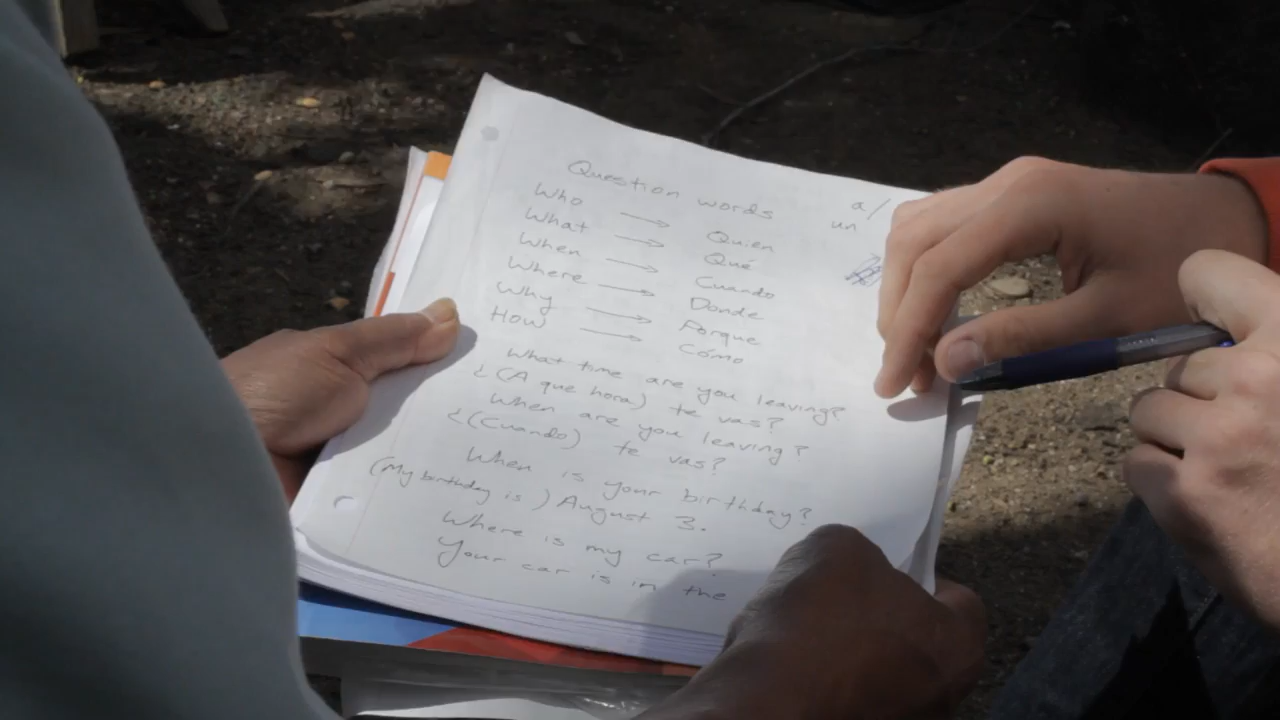 Question words a/
un
Who → Quien
What → Qué
When → Cuando
Where → Donde
Why → Porque
How → Cómo
What time are you leaving?
¿(A que hora) te vas?
When are you leaving?
¿(Cuando) te vas?
When is your birthday?
(My birthday is ) August 3.
Where is my car?
Your car is in the